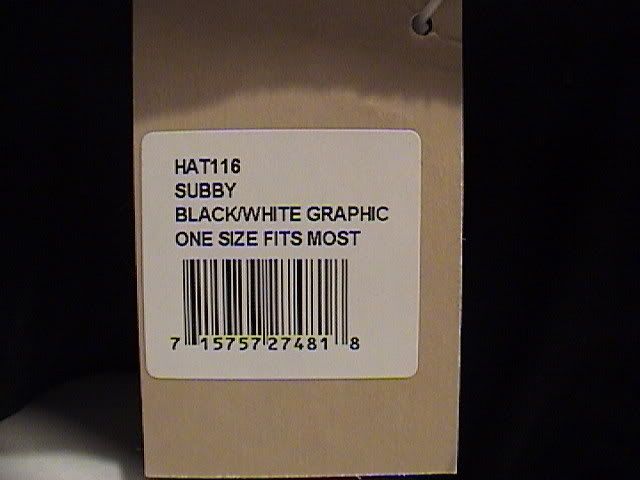 HAT116
SUBBY
BLACK/WHITE GRAPHIC
ONE SIZE FITS MOST
7 15757 27481 8